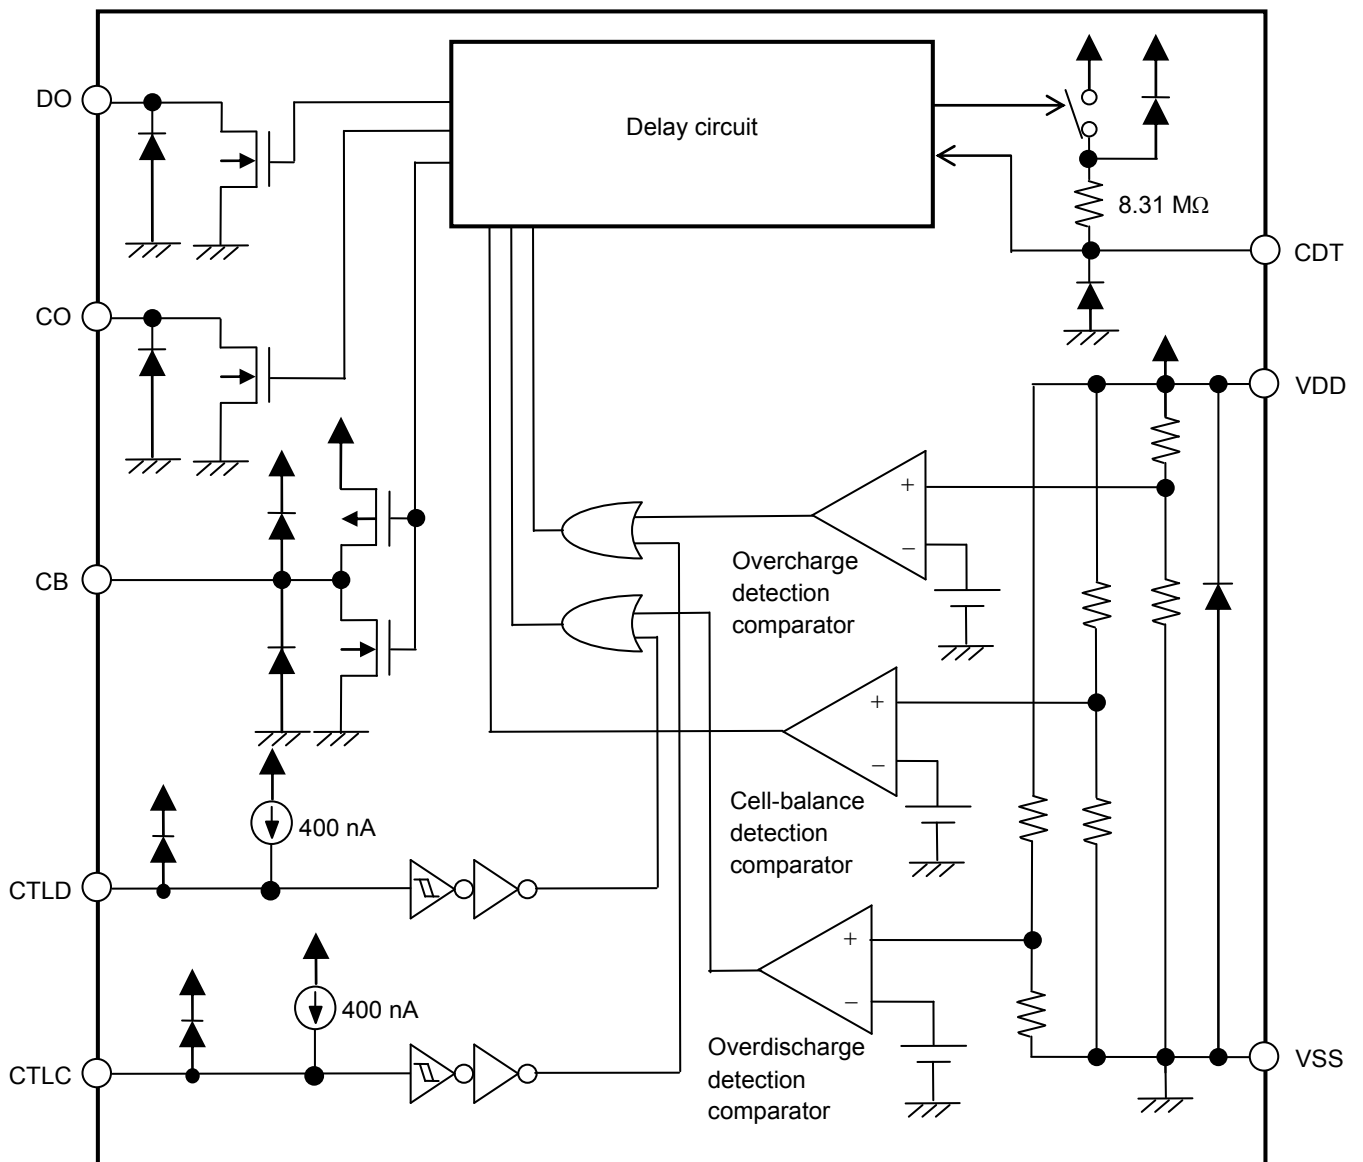 DO
Delay circuit
8.31 MΩ
CDT
CO
VDD
+
−
Overcharge
detection
comparator
CB
+
−
Cell-balance
detection
comparator
400 nA
CTLD
+
−
400 nA
Overdischarge
detection
comparator
CTLC
VSS